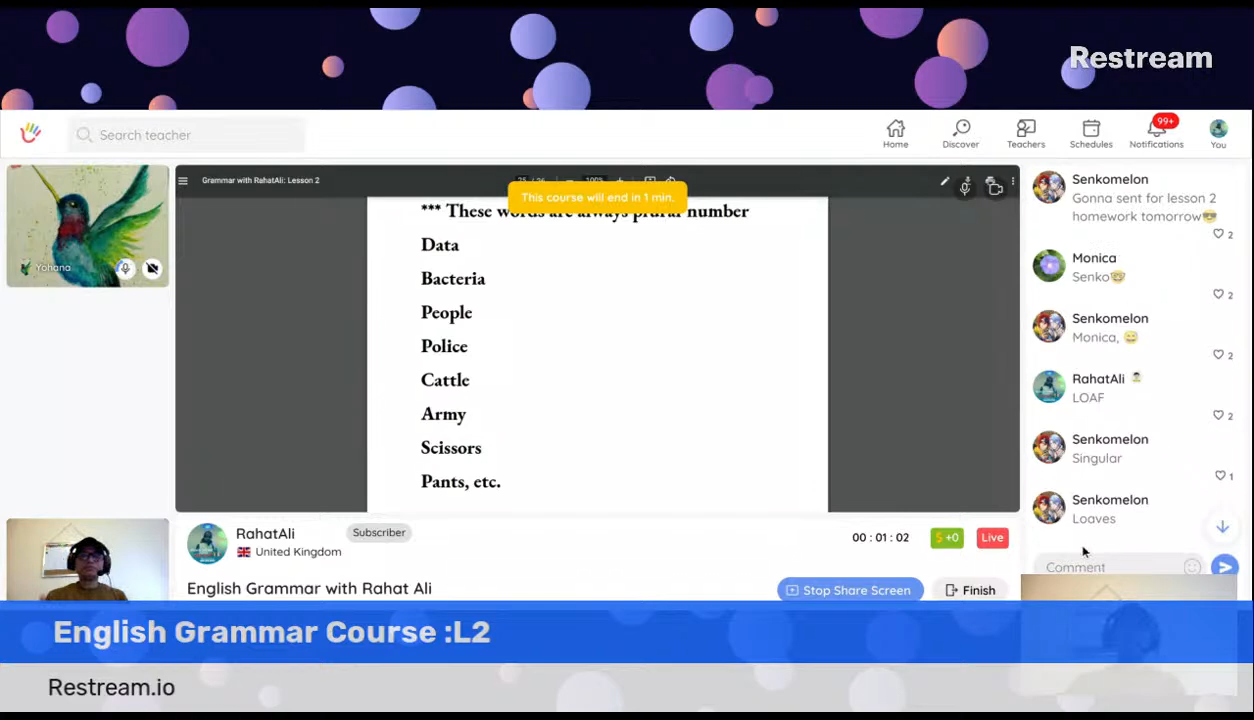 Restream
Search teacher
Home
Discover
Teachers
Schedules
99+
Notifications
You
Yohana
Grammar with RahatAli: Lesson 2
25 / 26
100%
This course will end in 1 min.
*** These words are always plural number
Data
Bacteria
People
Police
Cattle
Army
Scissors
Pants, etc.
Senkomelon
Gonna sent for lesson 2
homework tomorrow😎
2
Monica
Senko🤓
2
Senkomelon
Monica, 😄
2
RahatAli
LOAF
2
Senkomelon
Singular
1
Senkomelon
Loaves
Comment
RahatAli
Subscriber
United Kingdom
00 : 01 : 02
+0
Live
English Grammar with Rahat Ali
Stop Share Screen
Finish
English Grammar Course :L2
Restream.io